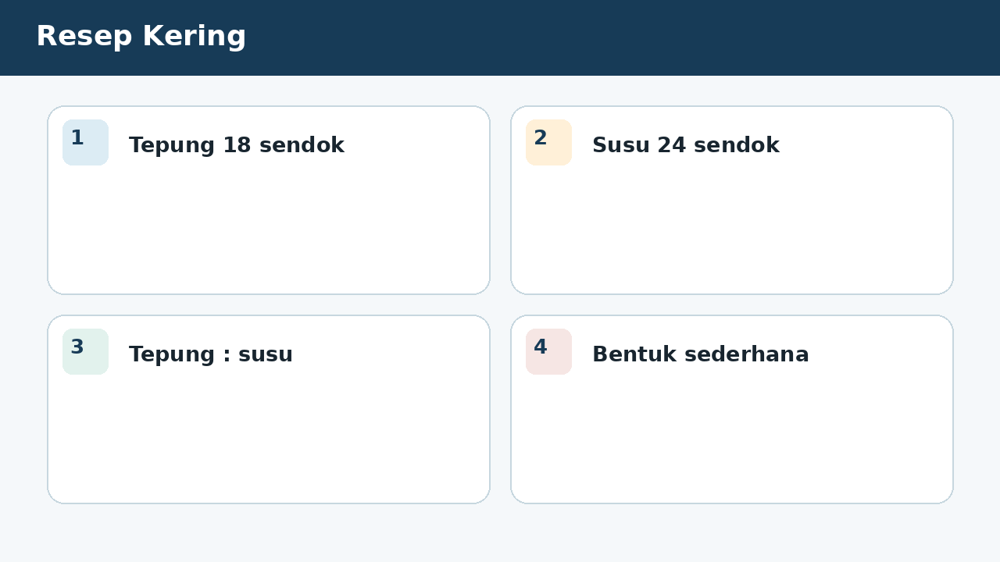 Resep Kering
1
Tepung 18 sendok
2
Susu 24 sendok
3
Tepung : susu
4
Bentuk sederhana